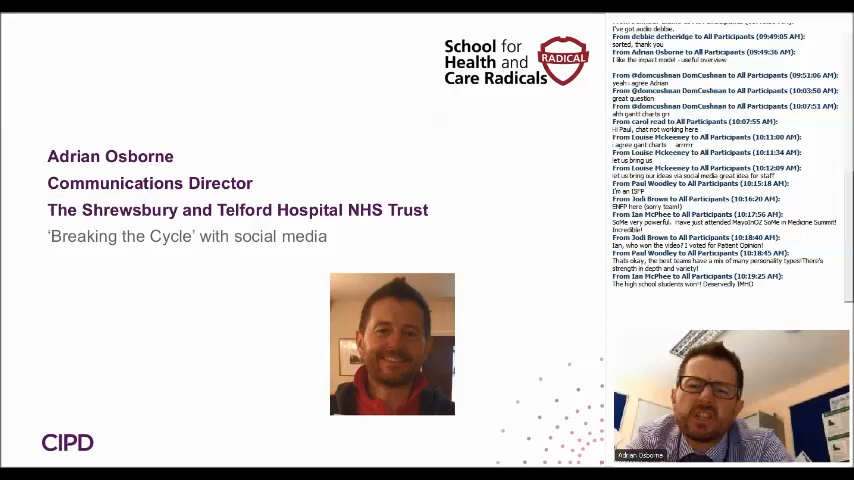 School for
Health and
Care Radicals
RADICAL
Adrian Osborne
Communications Director
The Shrewsbury and Telford Hospital NHS Trust
‘Breaking the Cycle’ with social media
CIPD
I've got audio debbie.
From debbie detheridge to All Participants (09:49:05 AM):
sorted, thank you
From Adrian Osborne to All Participants (09:49:36 AM):
I like the impact model - useful overview
From @domcushnan DomCushnan to All Participants (09:51:06 AM):
yeah i agree Adrian
From @domcushnan DomCushnan to All Participants (10:03:50 AM):
great question
From @domcushnan DomCushnan to All Participants (10:07:51 AM):
ahh gantt charts grr
From carol read to All Participants (10:07:55 AM):
Hi Paul, chat not working here
From Louise Mckeeney to All Participants (10:11:00 AM):
i agree gant charts arrrrr
From Louise Mckeeney to All Participants (10:11:34 AM):
let us bring us
From Louise Mckeeney to All Participants (10:12:09 AM):
let us bring our ideas via social media great idea for staff
From Paul Woodley to All Participants (10:15:18 AM):
I'm an ISFP
From Jodi Brown to All Participants (10:16:20 AM):
ENFP here (sorry team!)
From Ian McPhee to All Participants (10:17:56 AM):
SoMe very powerful. Have just attended MayoInOZ SoMe in Medicine Summit!
Incredible!
From Jodi Brown to All Participants (10:18:40 AM):
Ian, who won the video? I voted for Patient Opinion!
From Paul Woodley to All Participants (10:18:45 AM):
Thats okay, the best teams have a mix of many personality types!There's
strength in depth and variety!
From Ian McPhee to All Participants (10:19:25 AM):
The high school students won!! Deservedly IMHO
Adrian Osborne